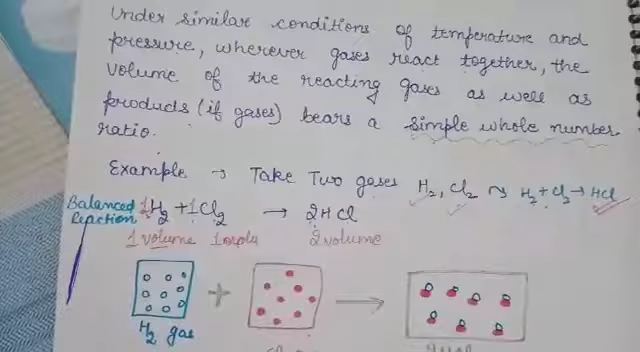 Under similar conditions of temperature and
pressure, wherever gases react together, the
volume of the reacting gases as well as
products (if gases) bears a simple whole number
ratio.
Example → Take Two gases H₂, Cl₂ ~> H₂ + Cl₂ → HCl
Balanced
Reaction 1H₂ + 1Cl₂ → 2HCl
1 volume 2 volume
+ →
H₂ gas